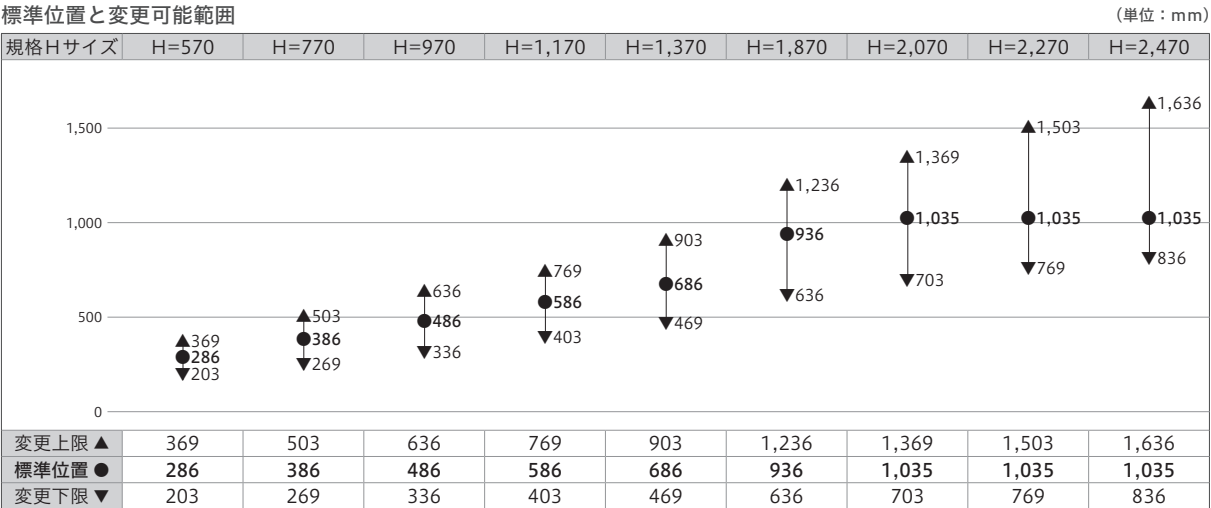 標準位置と変更可能範囲 (単位：mm)
規格Hサイズ H=570 H=770 H=970 H=1,170 H=1,370 H=1,870 H=2,070 H=2,270 H=2,470
▲1,636
1,500 ▲1,503
▲1,369
▲1,236
1,000 ●1,035 ●1,035 ●1,035
▲903 ●936
▲769 ▼836
▲636 ●686 ▼703 ▼769
500 ▲503 ●586 ▼636
▲369 ●386 ●486 ▼403 ▼469
●286 ▼269 ▼336
▼203
0
変更上限▲ 369 503 636 769 903 1,236 1,369 1,503 1,636
標準位置● 286 386 486 586 686 936 1,035 1,035 1,035
変更下限▼ 203 269 336 403 469 636 703 769 836